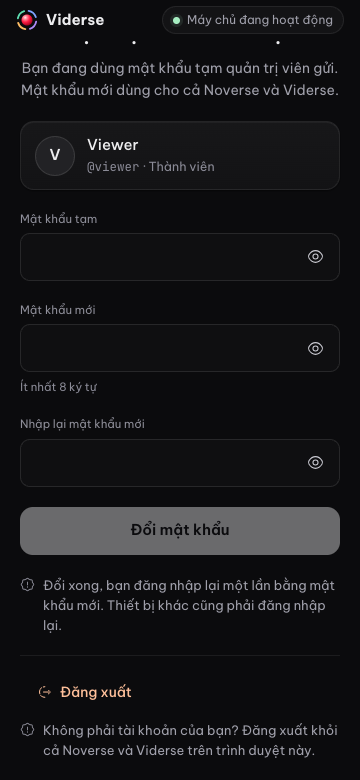 Viderse
Máy chủ đang hoạt động
Bạn đang dùng mật khẩu tạm quản trị viên gửi.
Mật khẩu mới dùng cho cả Noverse và Viderse.
V
Viewer
@viewer · Thành viên
Mật khẩu tạm
Mật khẩu mới
Ít nhất 8 ký tự
Nhập lại mật khẩu mới
Đổi mật khẩu
Đổi xong, bạn đăng nhập lại một lần bằng mật
khẩu mới. Thiết bị khác cũng phải đăng nhập
lại.
Đăng xuất
Không phải tài khoản của bạn? Đăng xuất khỏi
cả Noverse và Viderse trên trình duyệt này.